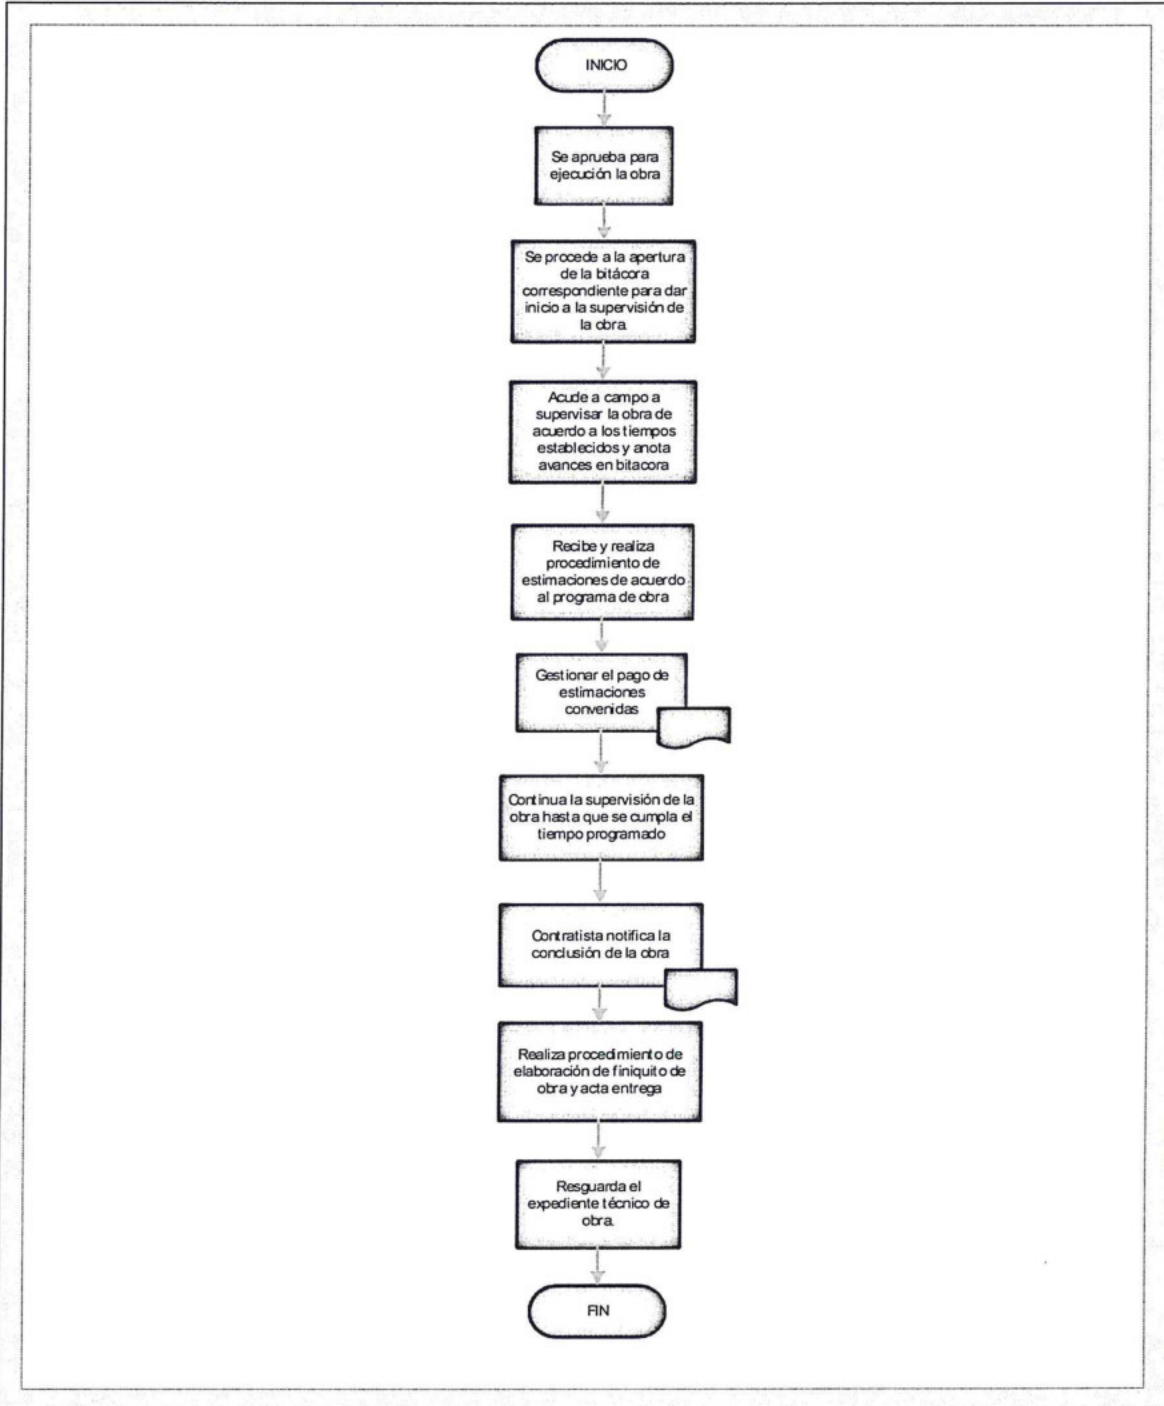 INICIO
Se aprueba para
ejecución la obra
Se procede a la apertura
de la bitácora
correspondiente para dar
inicio a la supervisión de
la obra.
Acude a campo a
supervisar la obra de
acuerdo a los tiempos
establecidos y anota
avances en bitacora
Recibe y realiza
procedimiento de
estimaciones de acuerdo
al programa de obra
Gestionar el pago de
estimaciones
convenidas
Continua la supervisión de la
obra hasta que se cumpla el
tiempo programado
Contratista notifica la
conclusión de la obra
Realiza procedimiento de
elaboración de finiquito de
obra y acta entrega
Resguarda el
expediente técnico de
obra.
FIN